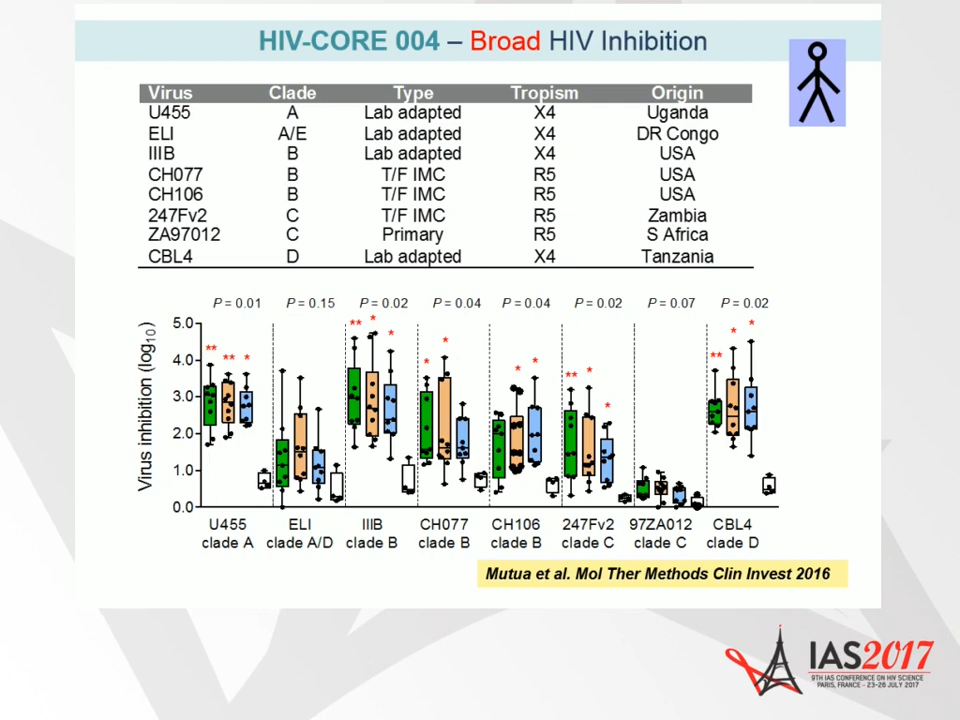 HIV-CORE 004 – Broad HIV Inhibition
Virus Clade Type Tropism Origin
U455 A Lab adapted X4 Uganda
ELI A/E Lab adapted X4 DR Congo
IIIB B Lab adapted X4 USA
CH077 B T/F IMC R5 USA
CH106 B T/F IMC R5 USA
247Fv2 C T/F IMC R5 Zambia
ZA97012 C Primary R5 S Africa
CBL4 D Lab adapted X4 Tanzania
P = 0.01 P = 0.15 P = 0.02 P = 0.04 P = 0.04 P = 0.02 P = 0.07 P = 0.02
Virus inhibition (log10)
5.0
4.0
3.0
2.0
1.0
0.0
** ** * ** * * * * * * ** * * ** * *
U455 ELI IIIB CH077 CH106 247Fv2 97ZA012 CBL4
clade A clade A/D clade B clade B clade B clade C clade C clade D
Mutua et al. Mol Ther Methods Clin Invest 2016
IAS2017
9TH IAS CONFERENCE ON HIV SCIENCE
PARIS, FRANCE - 23-26 JULY 2017